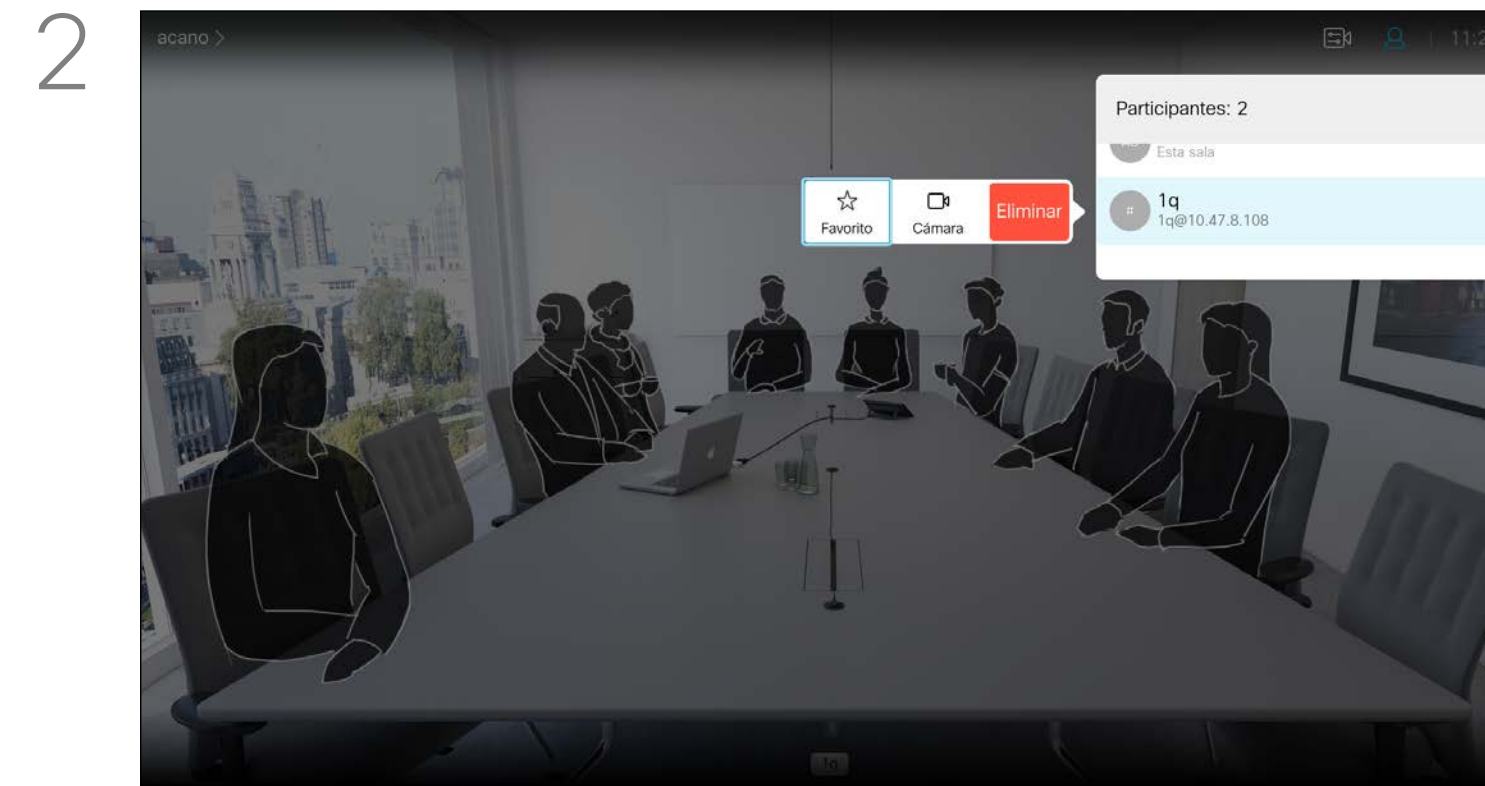 2
acano >
Participantes: 2
Esta sala
Favorito
Cámara
Eliminar
#
1q
1q@10.47.8.108
1q